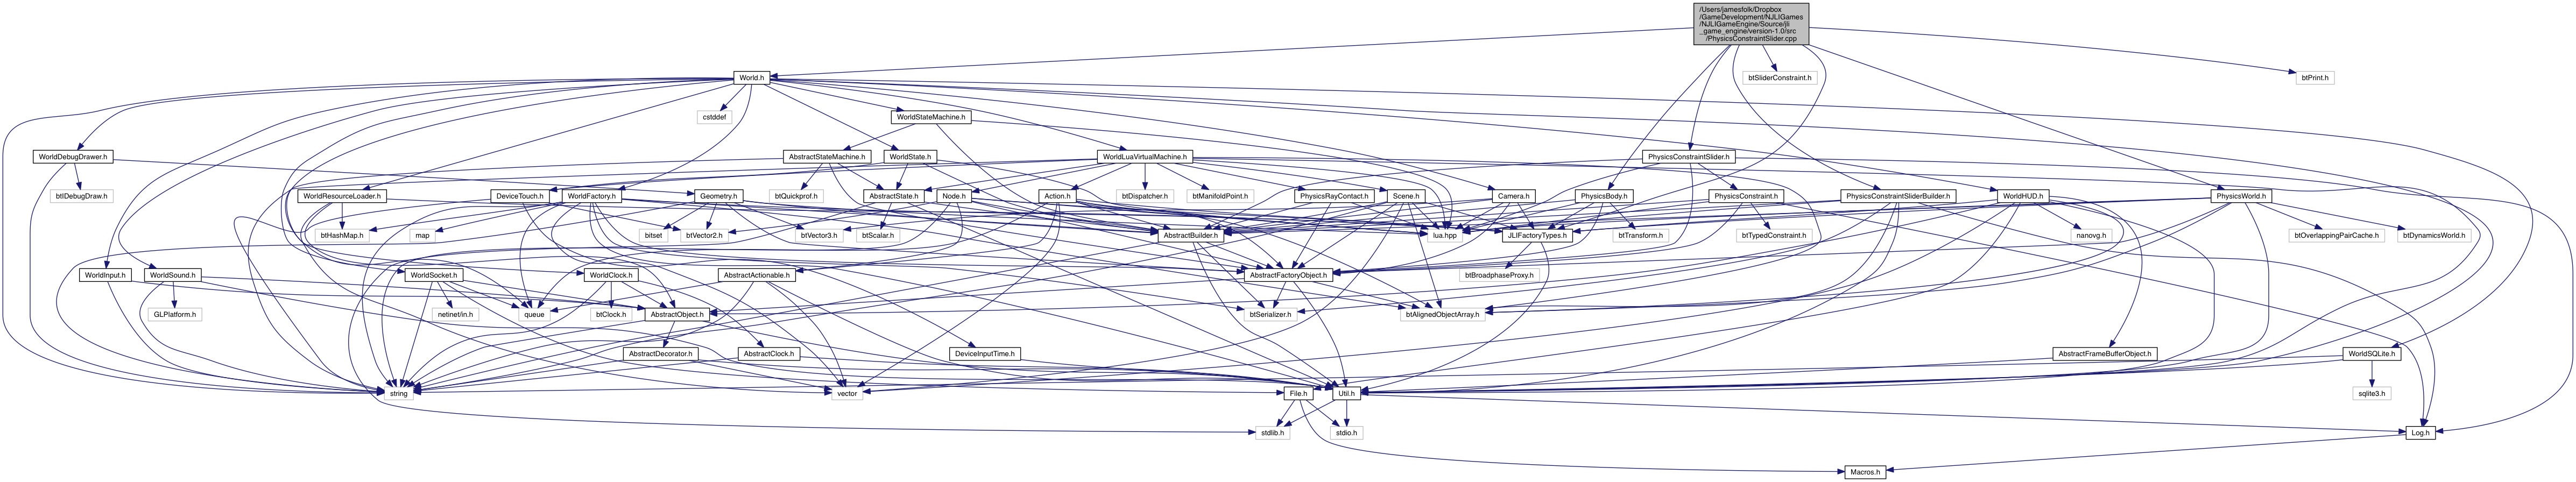 /Users/jamesfolk/Dropbox
/GameDevelopment/NJLIGames
/NJLIGameEngine/Source/jli
_game_engine/version-1.0/src
/PhysicsConstraintSlider.cpp
World.h
btSliderConstraint.h
btPrint.h
cstddef
WorldStateMachine.h
WorldDebugDrawer.h
AbstractStateMachine.h
WorldState.h
WorldLuaVirtualMachine.h
PhysicsConstraintSlider.h
btIDebugDraw.h
WorldResourceLoader.h
DeviceTouch.h
WorldFactory.h
Geometry.h
btQuickprof.h
AbstractState.h
Node.h
Action.h
btDispatcher.h
btManifoldPoint.h
PhysicsRayContact.h
Scene.h
Camera.h
PhysicsBody.h
PhysicsConstraint.h
PhysicsConstraintSliderBuilder.h
WorldHUD.h
PhysicsWorld.h
btHashMap.h
map
bitset
btVector2.h
btVector3.h
btScalar.h
AbstractBuilder.h
lua.hpp
JLIFactoryTypes.h
btTransform.h
btTypedConstraint.h
nanovg.h
btOverlappingPairCache.h
btDynamicsWorld.h
WorldInput.h
WorldSound.h
WorldSocket.h
WorldClock.h
AbstractActionable.h
AbstractFactoryObject.h
btBroadphaseProxy.h
GLPlatform.h
netinet/in.h
queue
btClock.h
AbstractObject.h
btSerializer.h
btAlignedObjectArray.h
AbstractDecorator.h
AbstractClock.h
DeviceInputTime.h
AbstractFrameBufferObject.h
WorldSQLite.h
string
vector
File.h
Util.h
sqlite3.h
stdlib.h
stdio.h
Log.h
Macros.h